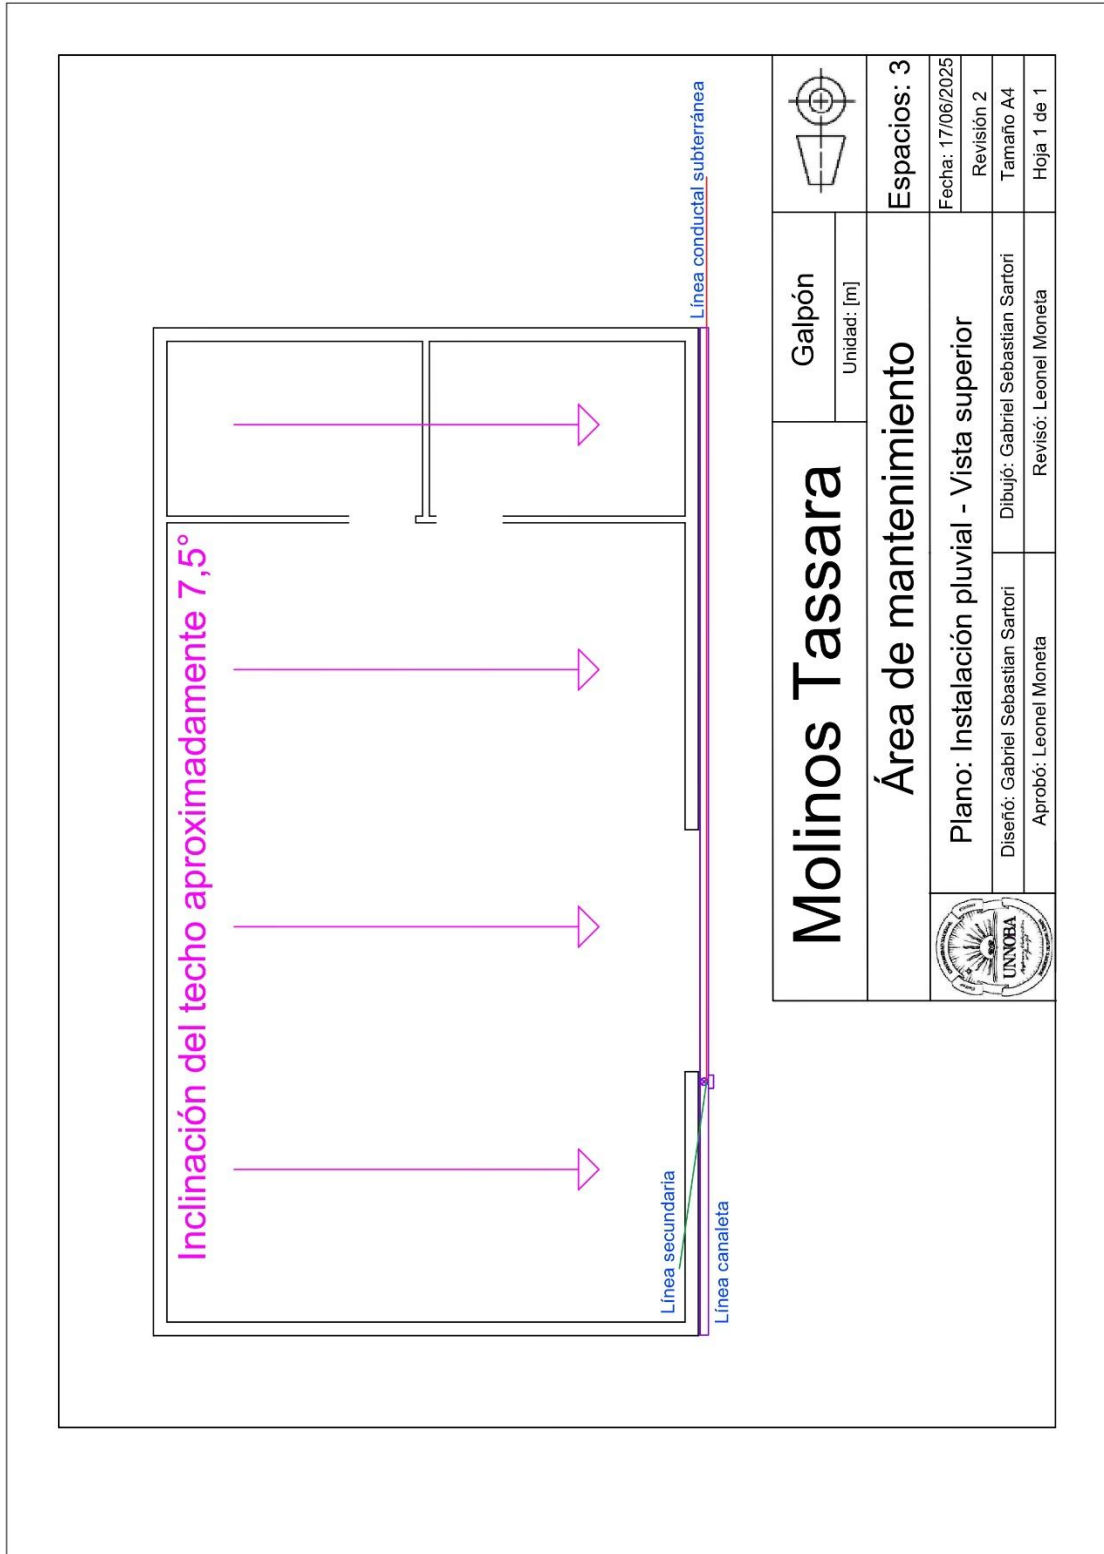 Inclinación del techo aproximadamente 7,5°
Línea conductal subterránea
Línea secundaria
Línea canaleta
Molinos Tassara
Galpón
Unidad: [m]
Área de mantenimiento
Espacios: 3
Plano: Instalación pluvial - Vista superior
Fecha: 17/06/2025
Revisión 2
Diseñó: Gabriel Sebastian Sartori
Dibujó: Gabriel Sebastian Sartori
Tamaño A4
Aprobó: Leonel Moneta
Revisó: Leonel Moneta
Hoja 1 de 1
UNNOBA